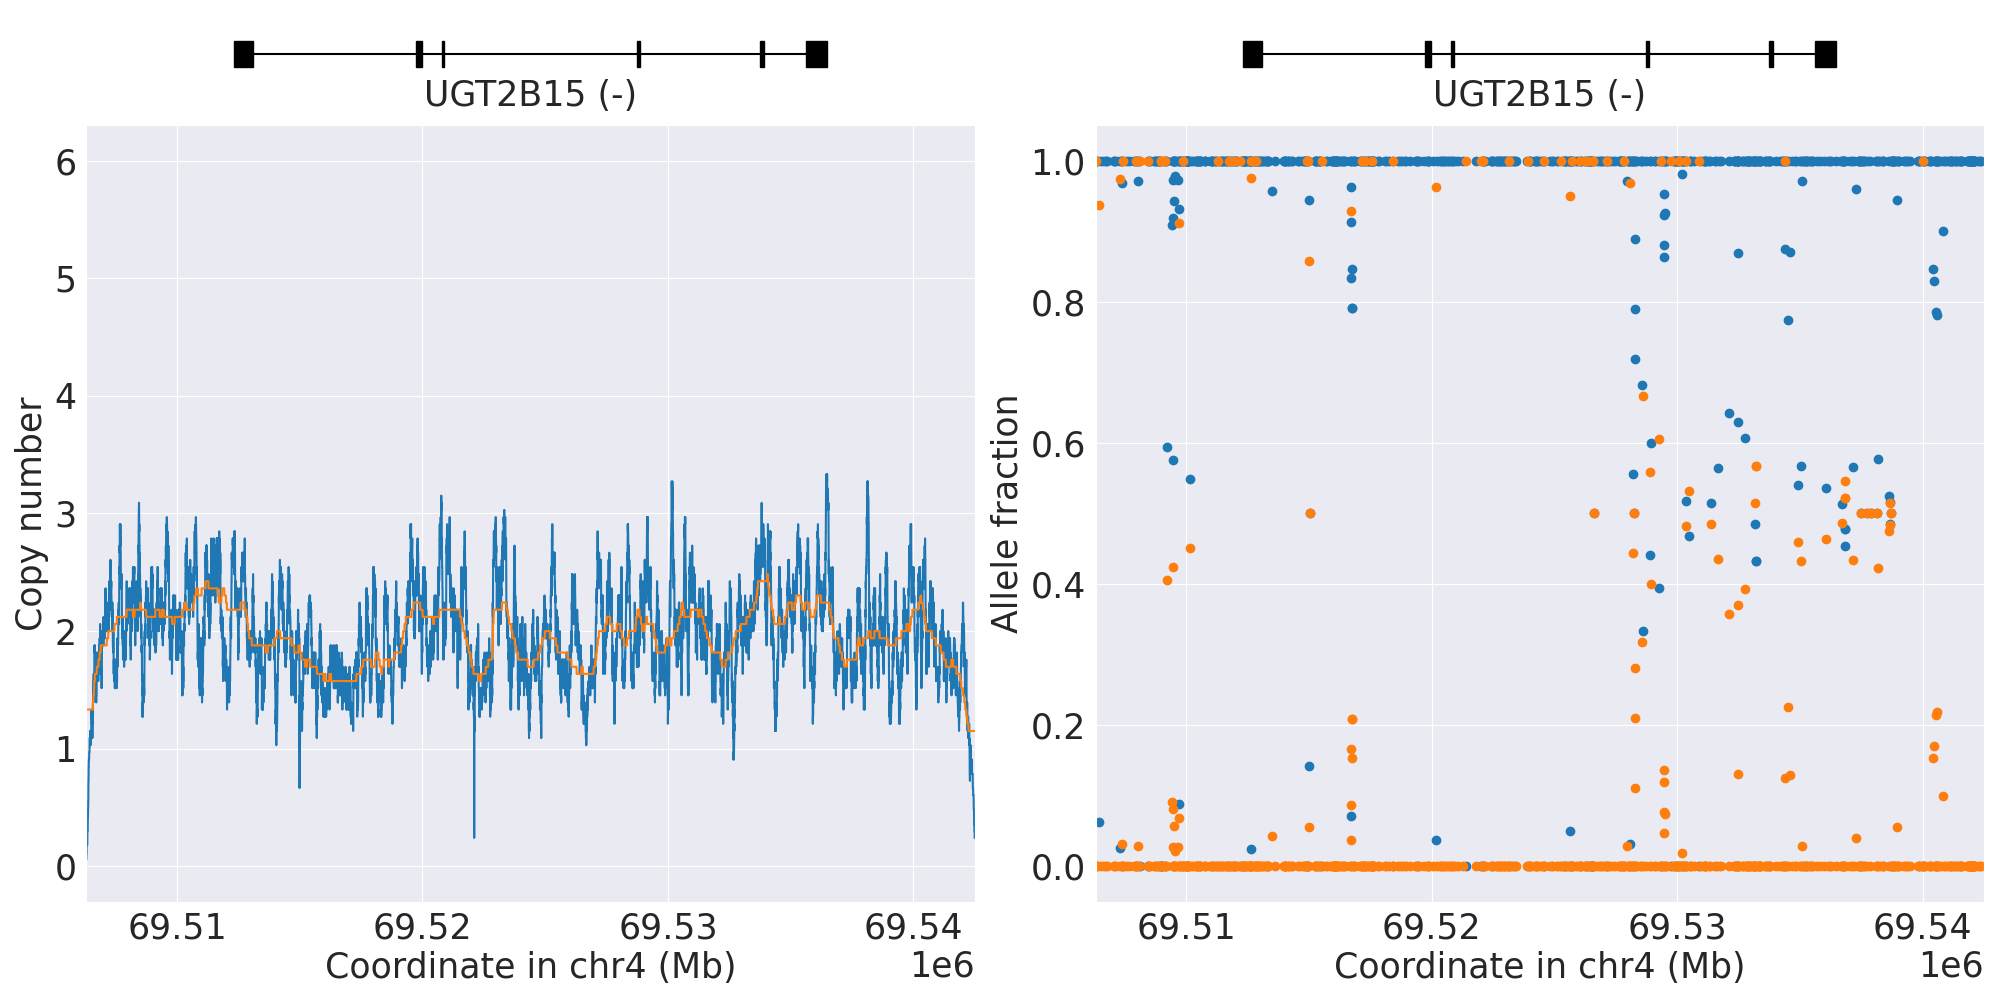 UGT2B15 (-)
6
5
4
3
2
1
0
Copy number
69.51 69.52 69.53 69.54
Coordinate in chr4 (Mb)
1e6
UGT2B15 (-)
1.0
0.8
0.6
0.4
0.2
0.0
Allele fraction
69.51 69.52 69.53 69.54
Coordinate in chr4 (Mb)
1e6